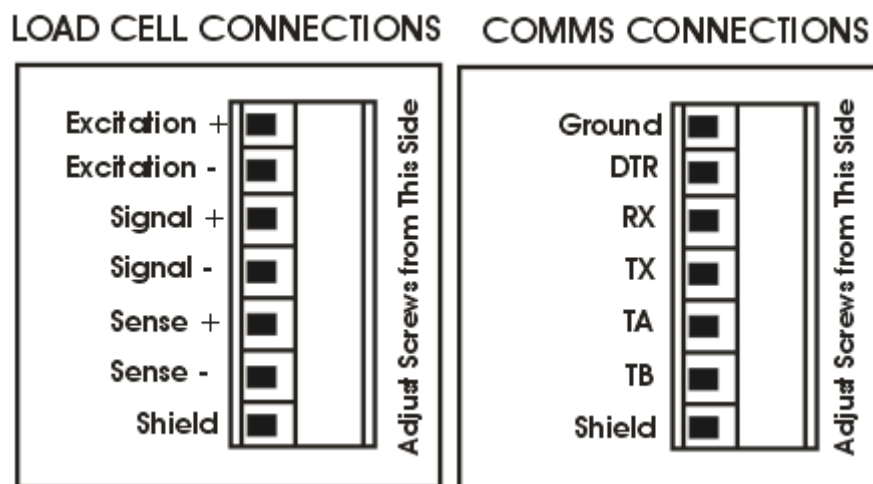 LOAD CELL CONNECTIONS
Excitation +
Excitation -
Signal +
Signal -
Sense +
Sense -
Shield
Adjust Screws from This Side
COMMS CONNECTIONS
Ground
DTR
RX
TX
TA
TB
Shield
Adjust Screws from This Side